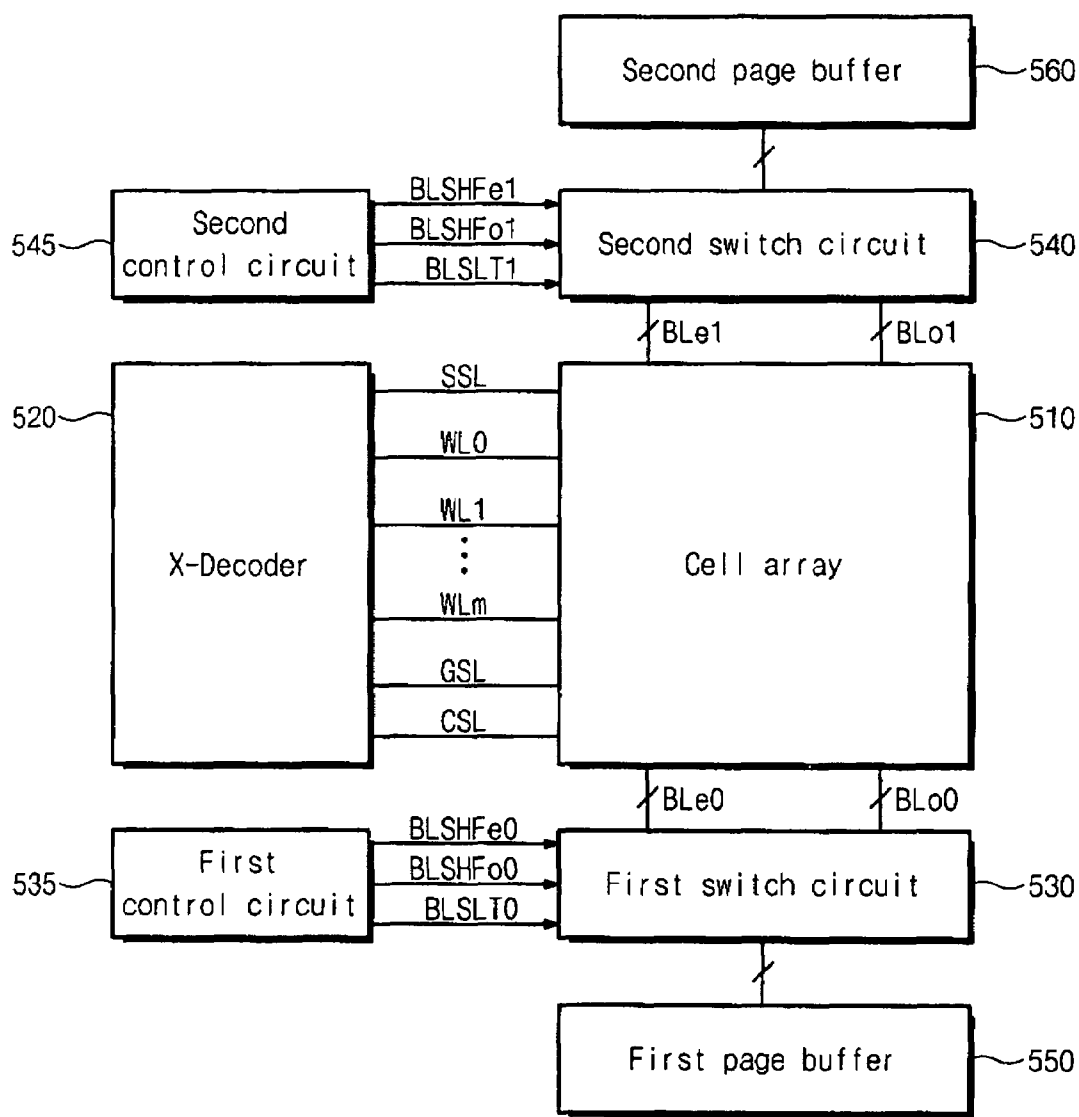 Second page buffer
560
BLSHFe1
BLSHFo1
BLSLT1
545
Second
control circuit
Second switch circuit
540
BLe1
BLo1
520
X-Decoder
SSL
WL0
WL1
WLm
GSL
CSL
Cell array
510
BLe0
BLo0
535
First
control circuit
BLSHFe0
BLSHFo0
BLSLT0
First switch circuit
530
First page buffer
550